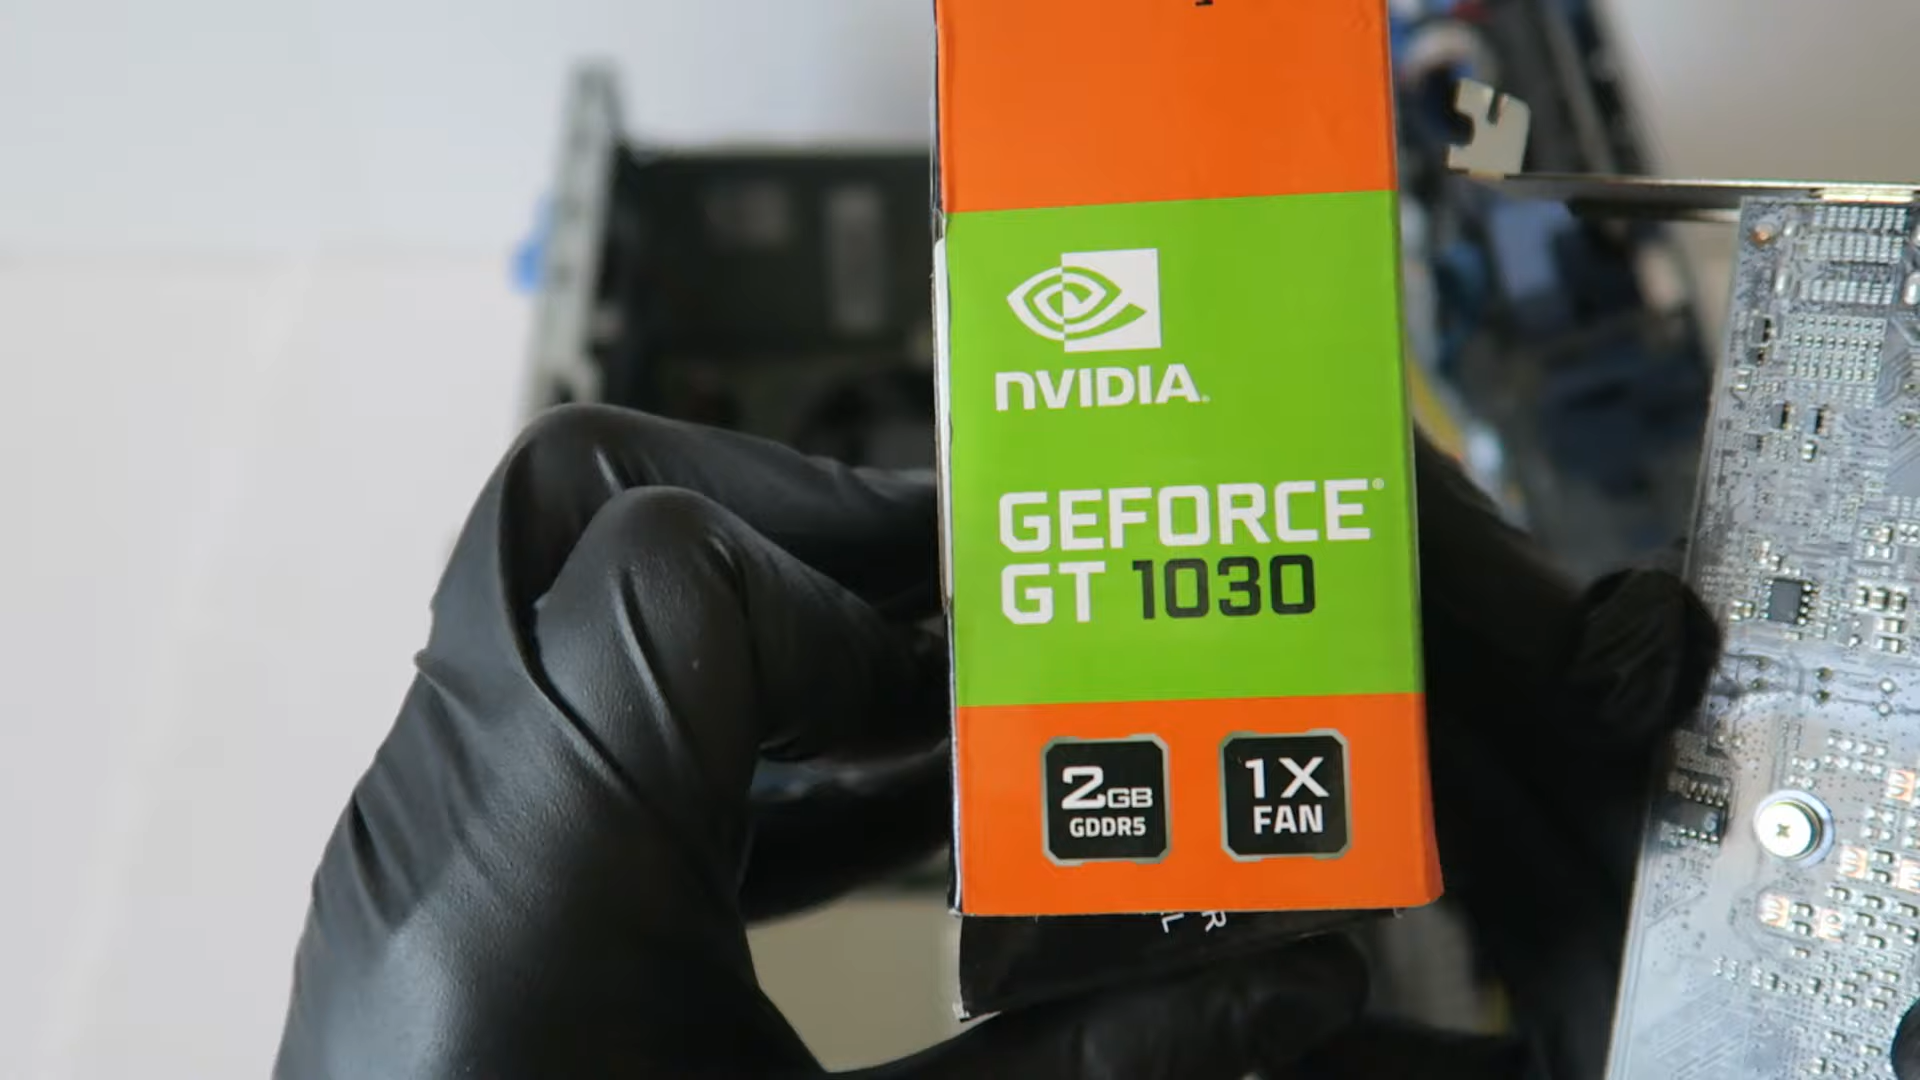 NVIDIA.
GEFORCE®
GT 1030
2GB
GDDR5
1X
FAN
R
L